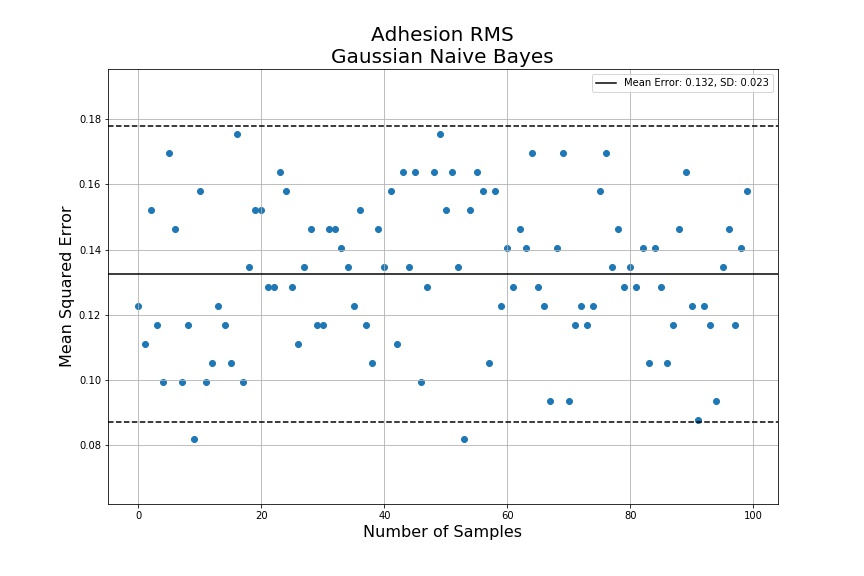 Adhesion RMS
Gaussian Naive Bayes
Mean Error: 0.132, SD: 0.023
Mean Squared Error
0.18
0.16
0.14
0.12
0.10
0.08
0 20 40 60 80 100
Number of Samples